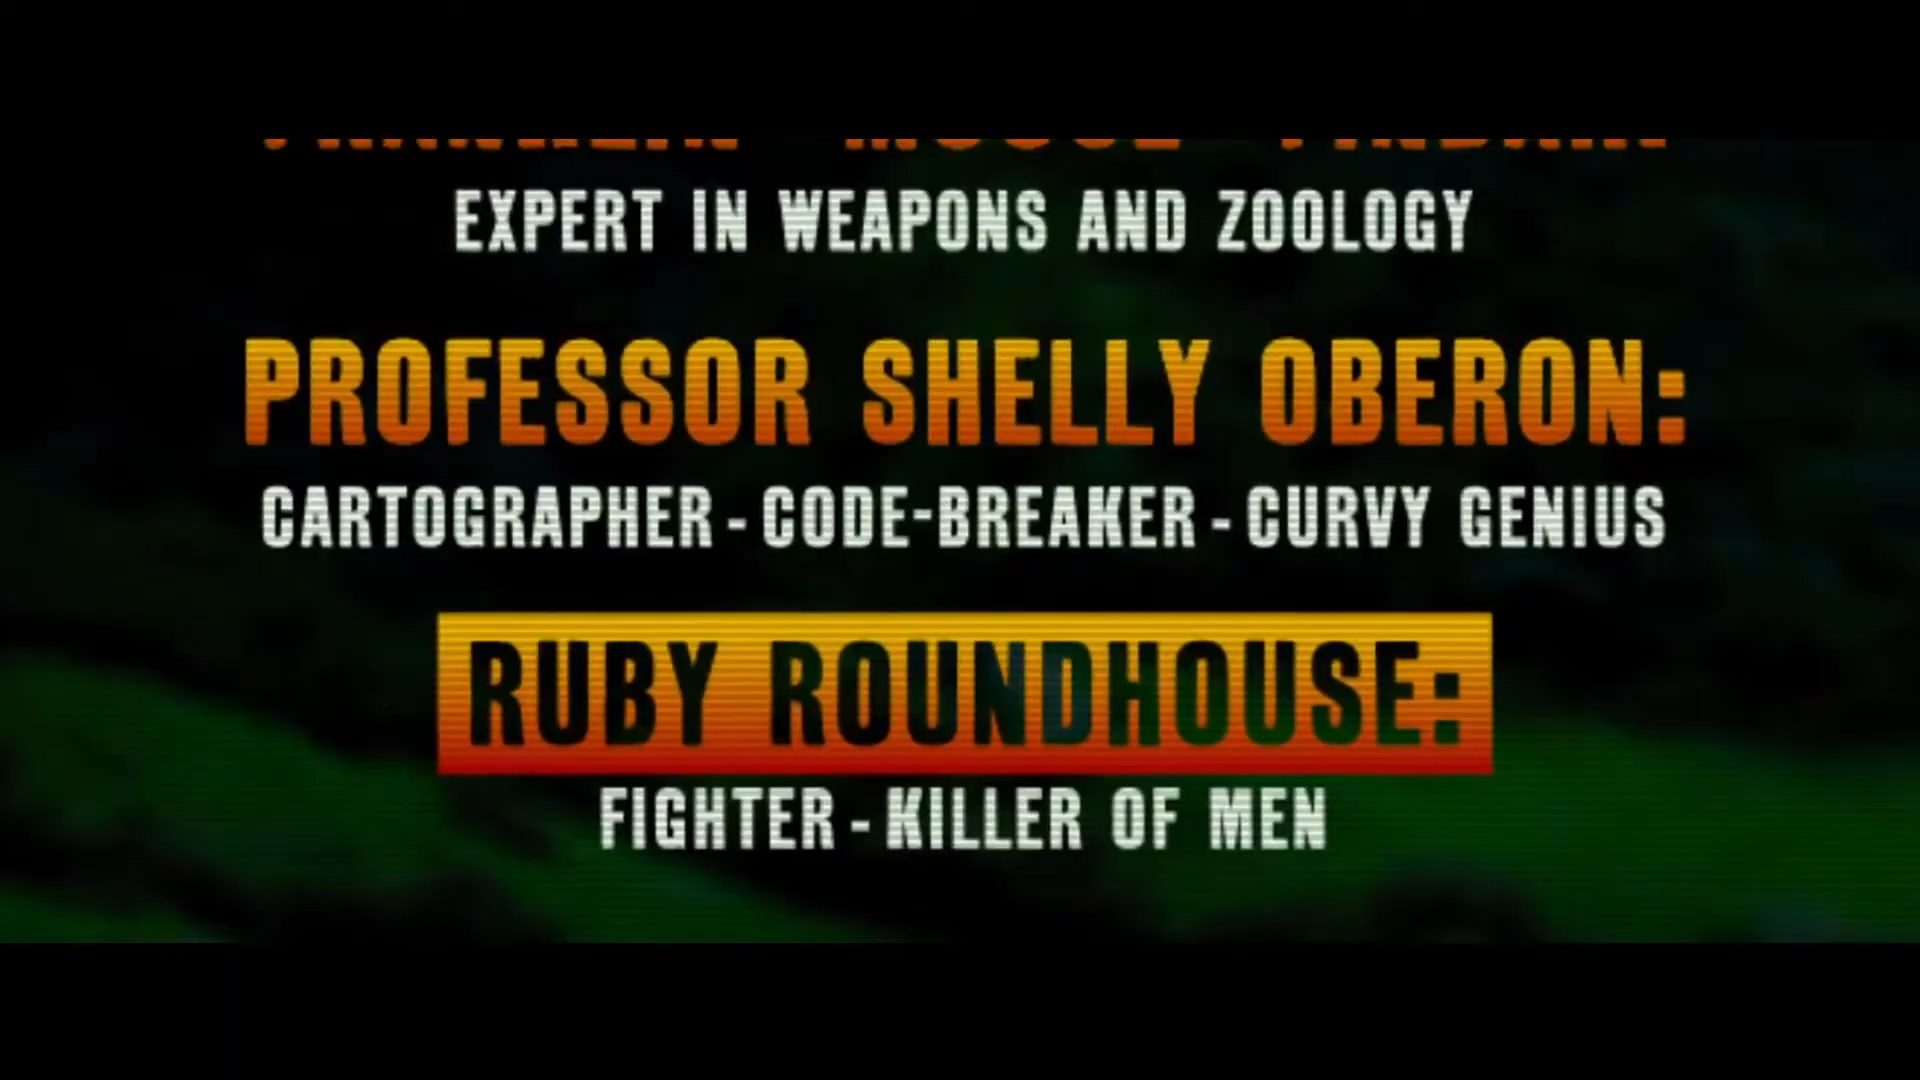 EXPERT IN WEAPONS AND ZOOLOGY
PROFESSOR SHELLY OBERON:
CARTOGRAPHER - CODE-BREAKER - CURVY GENIUS
RUBY ROUNDHOUSE:
FIGHTER - KILLER OF MEN